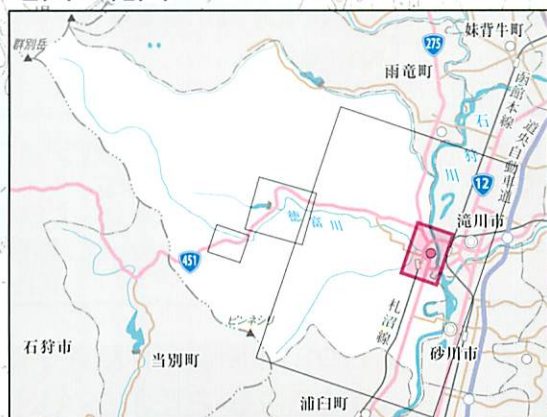 群別岳
妹背牛町
275
雨竜町
函館本線
道央自動車道
石狩川
12
徳富川
滝川市
451
ピンネシリ
札沼線
石狩市
当別町
砂川市
浦臼町